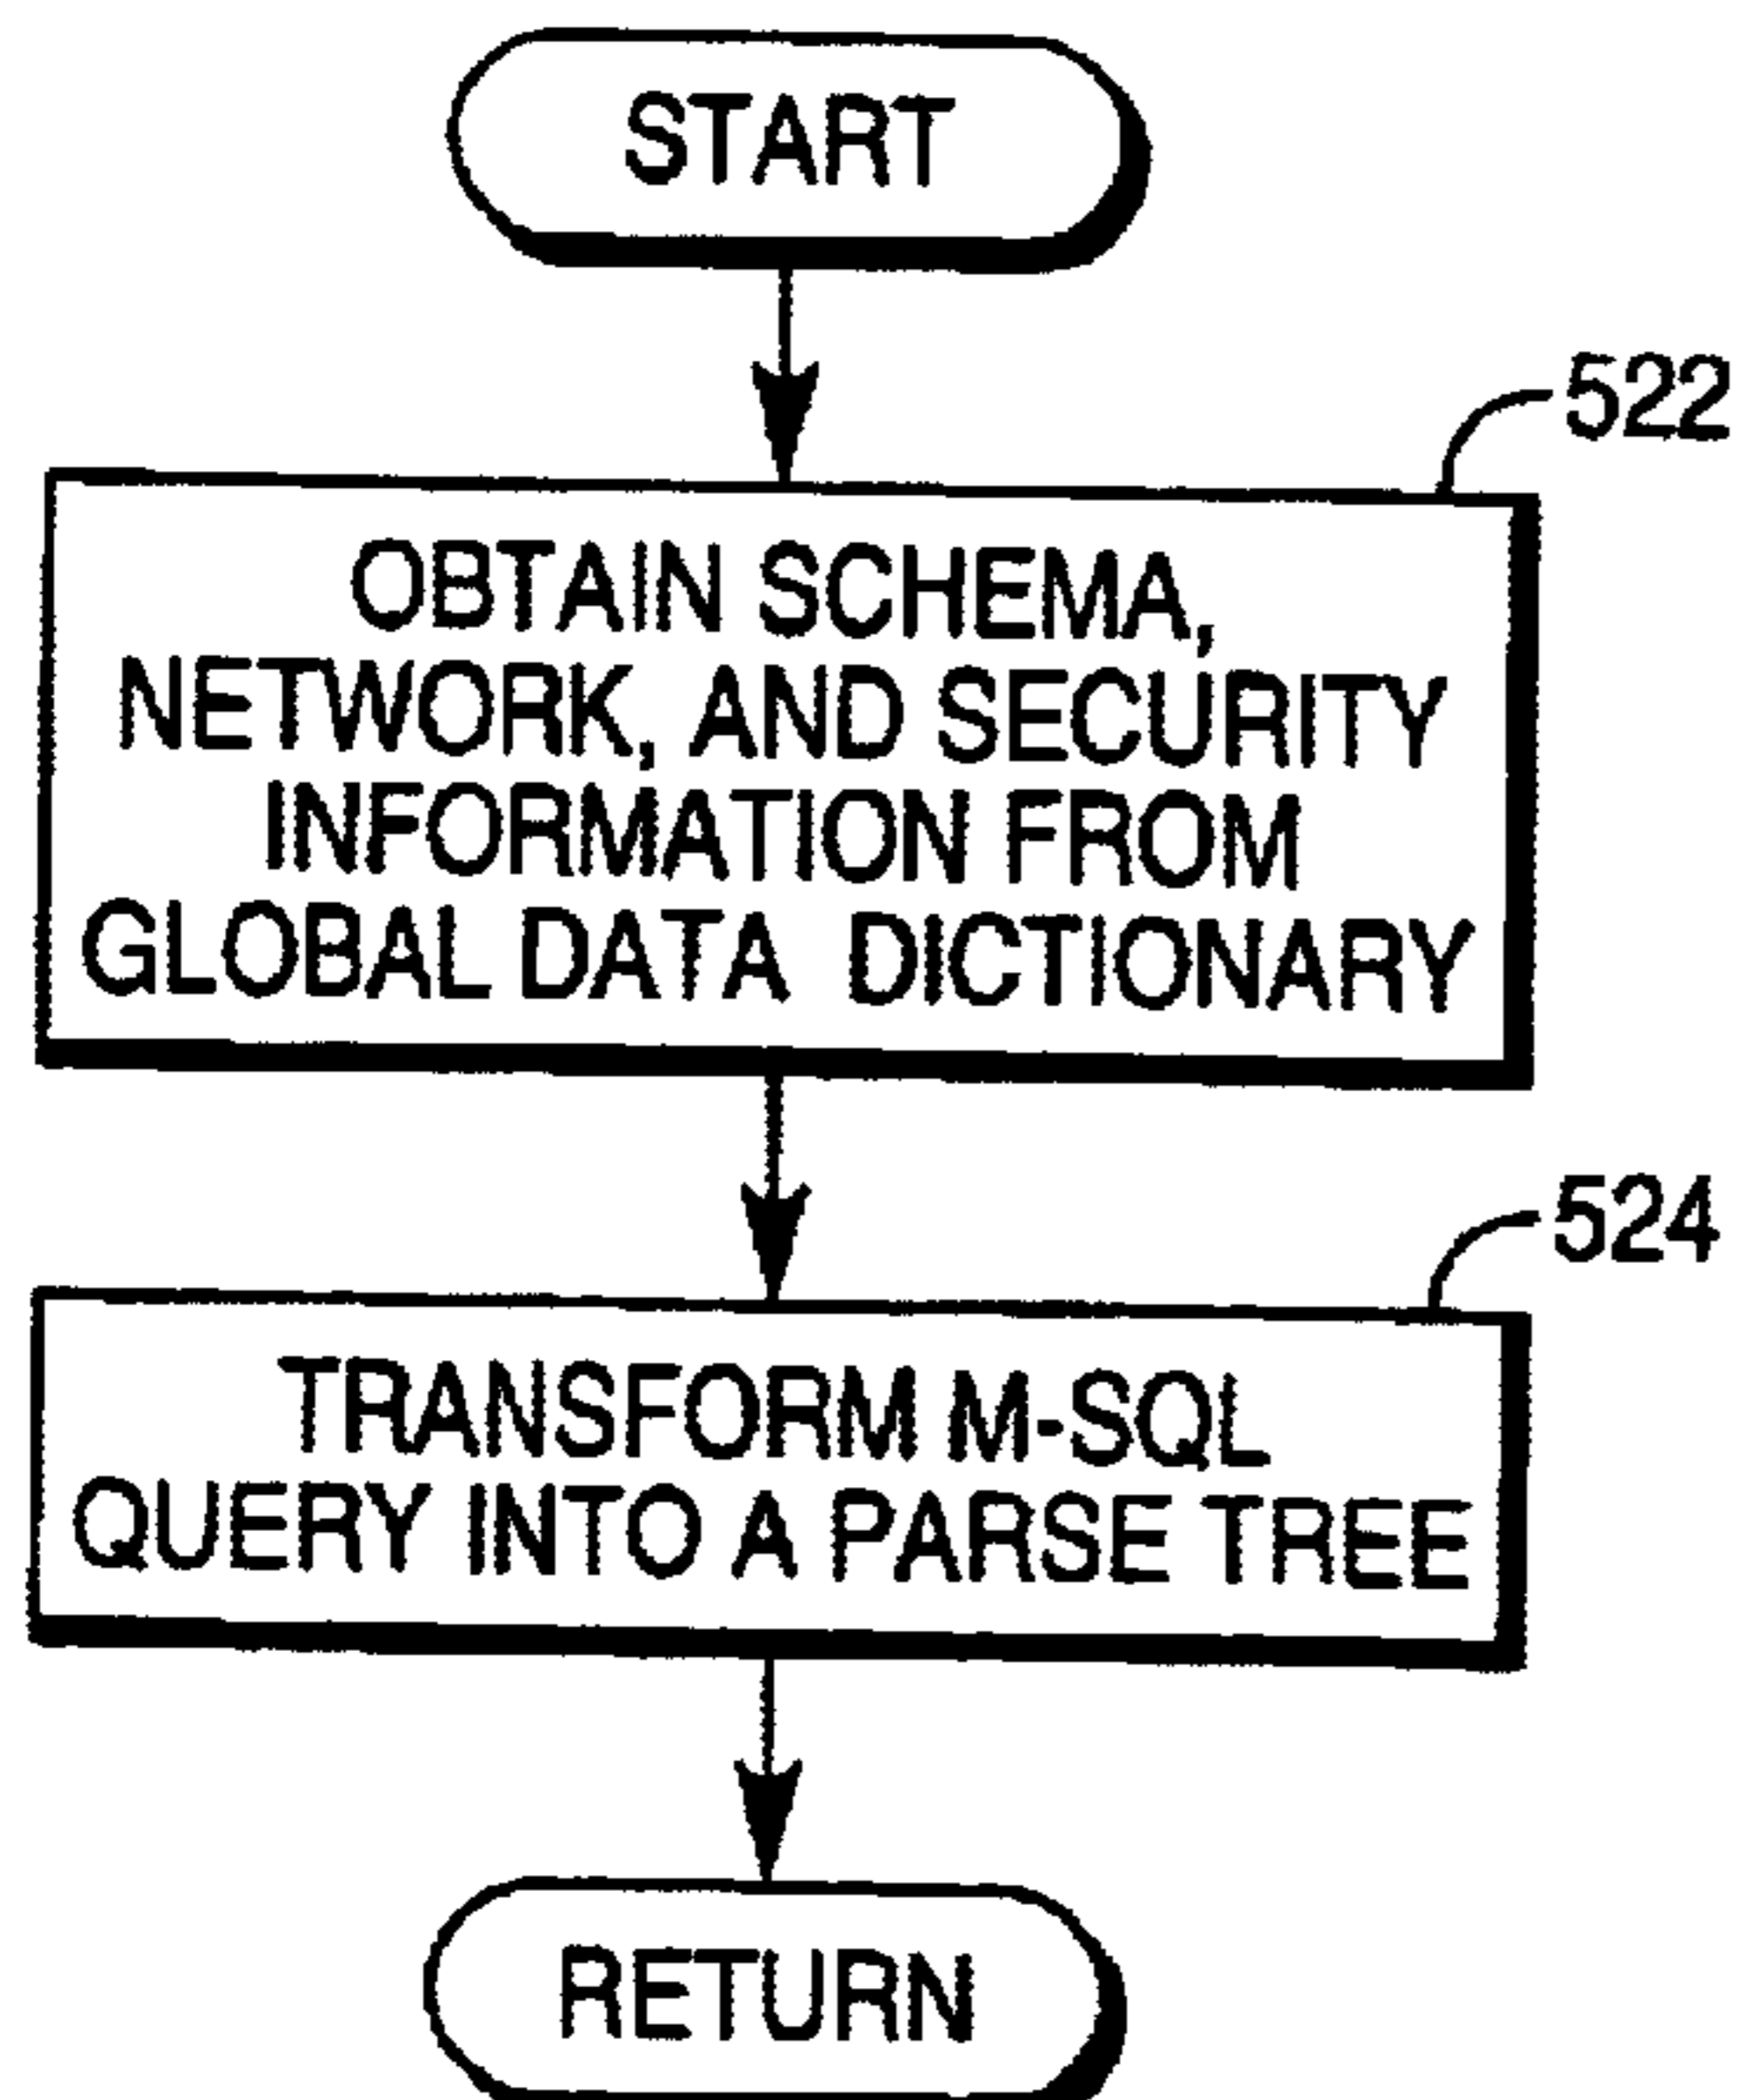 START
522
OBTAIN SCHEMA,
NETWORK, AND SECURITY
INFORMATION FROM
GLOBAL DATA DICTIONARY
524
TRANSFORM M-SQL
QUERY INTO A PARSE TREE
RETURN